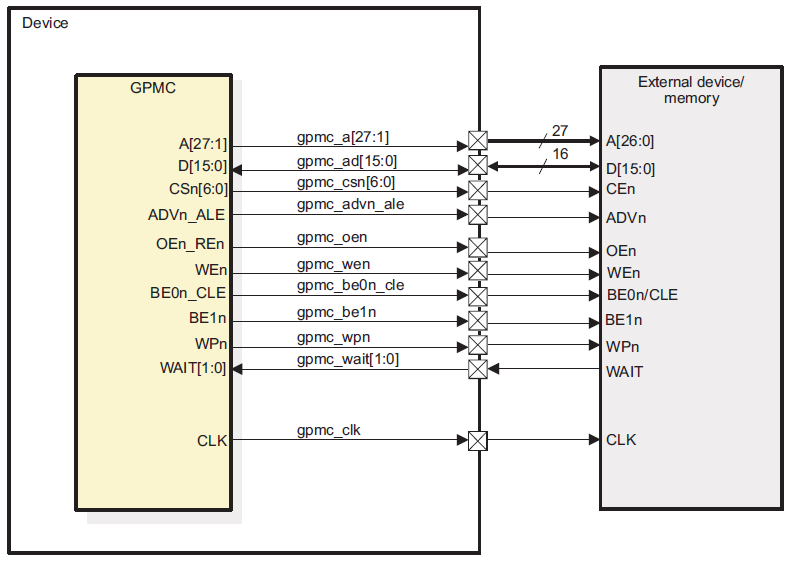 Device
GPMC
External device/
memory
A[27:1] gpmc_a[27:1] 27 A[26:0]
D[15:0] gpmc_ad[15:0] 16 D[15:0]
CSn[6:0] gpmc_csn[6:0] CEn
ADVn_ALE gpmc_advn_ale ADVn
OEn_REn gpmc_oen OEn
WEn gpmc_wen WEn
BE0n_CLE gpmc_be0n_cle BE0n/CLE
BE1n gpmc_be1n BE1n
WPn gpmc_wpn WPn
WAIT[1:0] gpmc_wait[1:0] WAIT
CLK gpmc_clk CLK